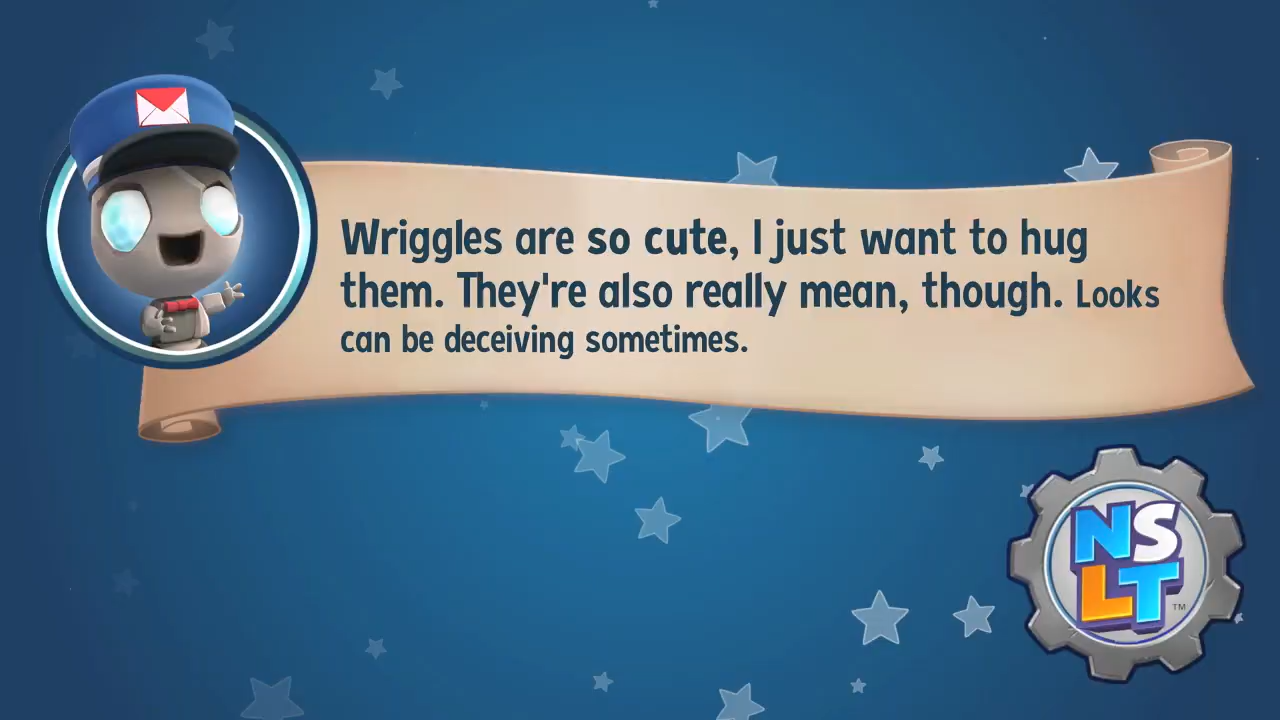 Wriggles are so cute, I just want to hug
them. They're also really mean, though. Looks
can be deceiving sometimes.
NS
LT
TM